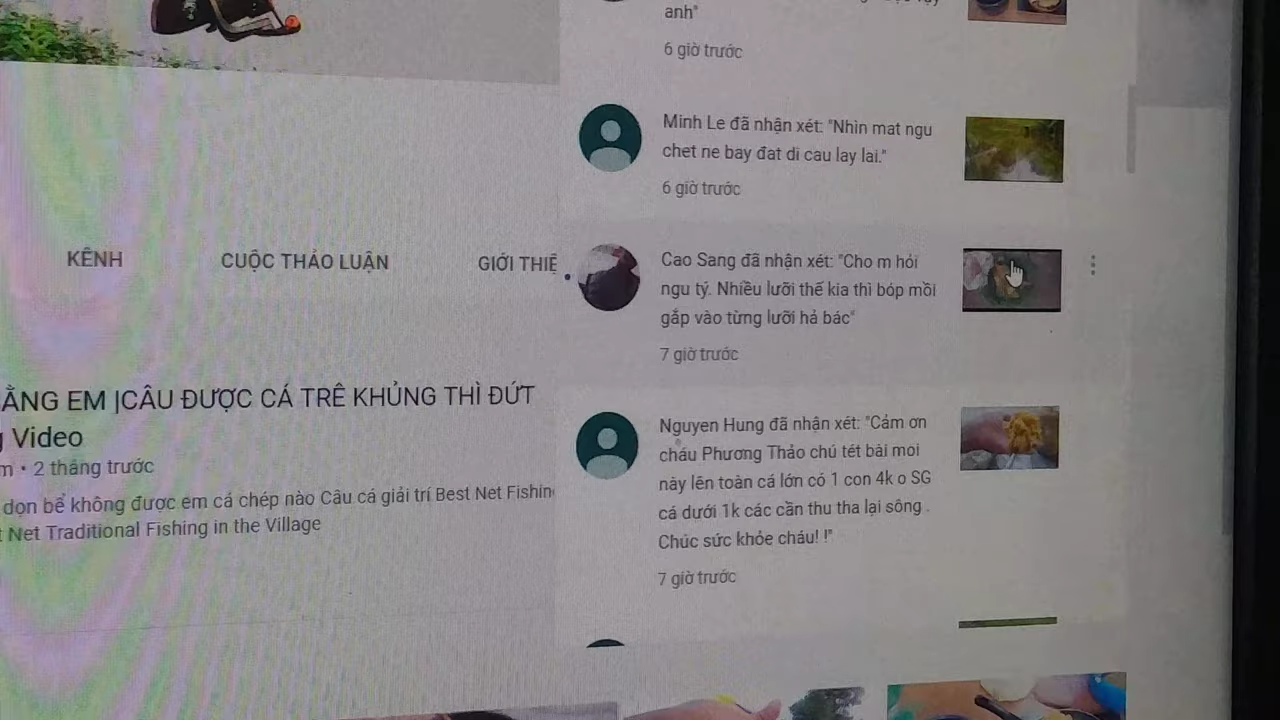 anh"
6 giờ trước
Minh Le đã nhận xét: "Nhìn mat ngu
chet ne bay đat di cau lay lai."
6 giờ trước
KÊNH
CUỘC THẢO LUẬN
GIỚI THIỆ
Cao Sang đã nhận xét: "Cho m hỏi
ngu tý. Nhiều lưỡi thế kia thì bóp mồi
gắp vào từng lưỡi hả bác"
7 giờ trước
ẰNG EM |CÂU ĐƯỢC CÁ TRÊ KHỦNG THÌ ĐỨT
Video
m • 2 tháng trước
dọn bể không được em cá chép nào Câu cá giải trí Best Net Fishin
t Net Traditional Fishing in the Village
Nguyen Hung đã nhận xét: "Cảm ơn
cháu Phương Thảo chú tét bài moi
này lên toàn cá lớn có 1 con 4k o SG
cá dưới 1k các cần thu tha lại sông .
Chúc sức khỏe cháu! !"
7 giờ trước